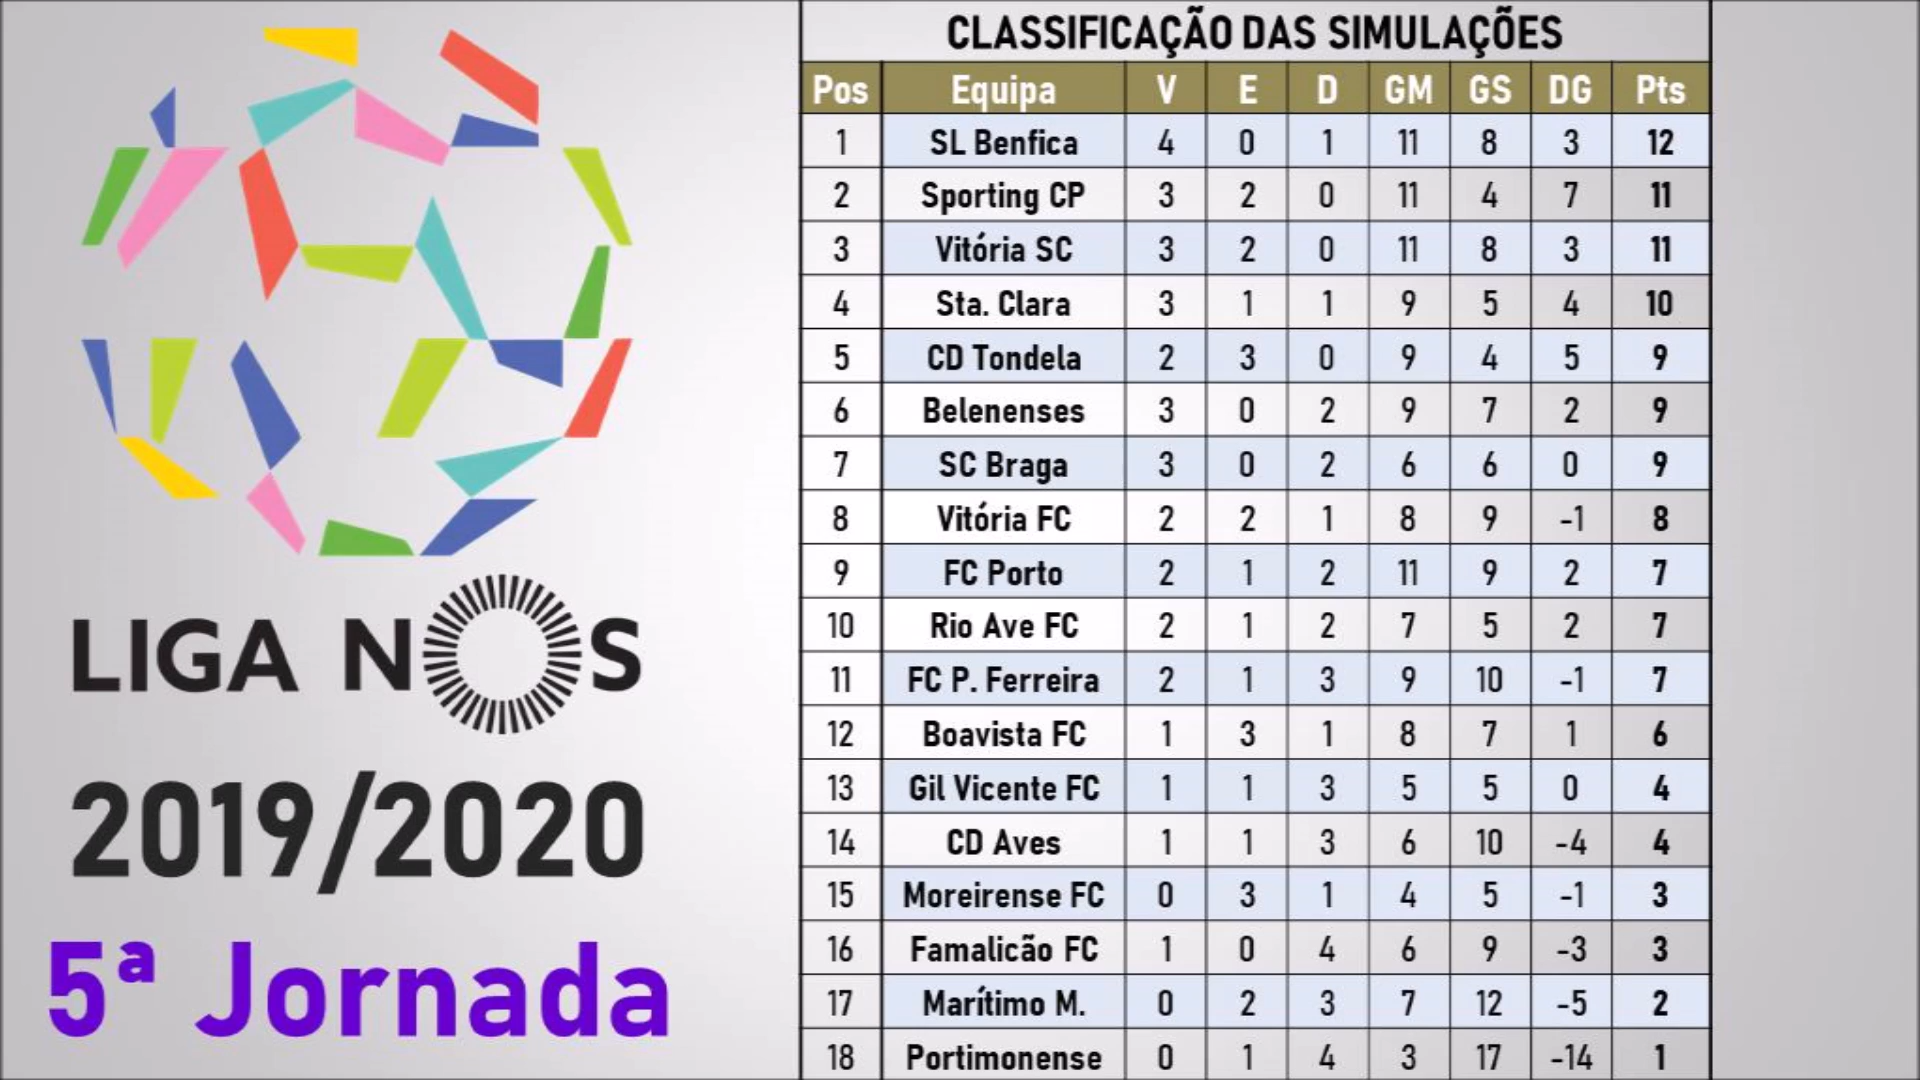 LIGA NOS
2019/2020
5ª Jornada
CLASSIFICAÇÃO DAS SIMULAÇÕES
Pos Equipa V E D GM GS DG Pts
1 SL Benfica 4 0 1 11 8 3 12
2 Sporting CP 3 2 0 11 4 7 11
3 Vitória SC 3 2 0 11 8 3 11
4 Sta. Clara 3 1 1 9 5 4 10
5 CD Tondela 2 3 0 9 4 5 9
6 Belenenses 3 0 2 9 7 2 9
7 SC Braga 3 0 2 6 6 0 9
8 Vitória FC 2 2 1 8 9 -1 8
9 FC Porto 2 1 2 11 9 2 7
10 Rio Ave FC 2 1 2 7 5 2 7
11 FC P. Ferreira 2 1 3 9 10 -1 7
12 Boavista FC 1 3 1 8 7 1 6
13 Gil Vicente FC 1 1 3 5 5 0 4
14 CD Aves 1 1 3 6 10 -4 4
15 Moreirense FC 0 3 1 4 5 -1 3
16 Famalicão FC 1 0 4 6 9 -3 3
17 Marítimo M. 0 2 3 7 12 -5 2
18 Portimonense 0 1 4 3 17 -14 1